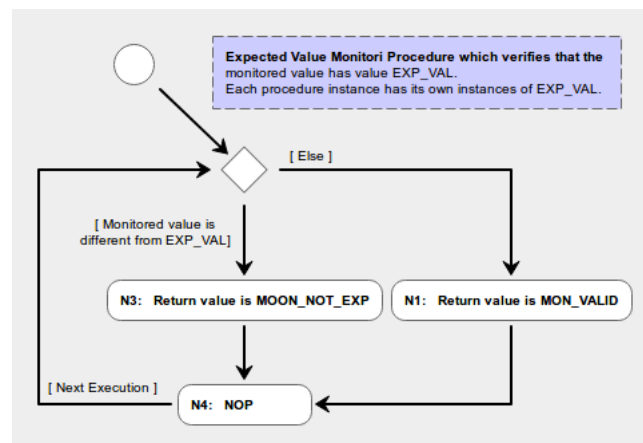 Expected Value Monitori Procedure which verifies that the
monitored value has value EXP_VAL.
Each procedure instance has its own instances of EXP_VAL.
[ Else ]
[ Monitored value is
different from EXP_VAL]
N3: Return value is MOON_NOT_EXP
N1: Return value is MON_VALID
[ Next Execution ]
N4: NOP